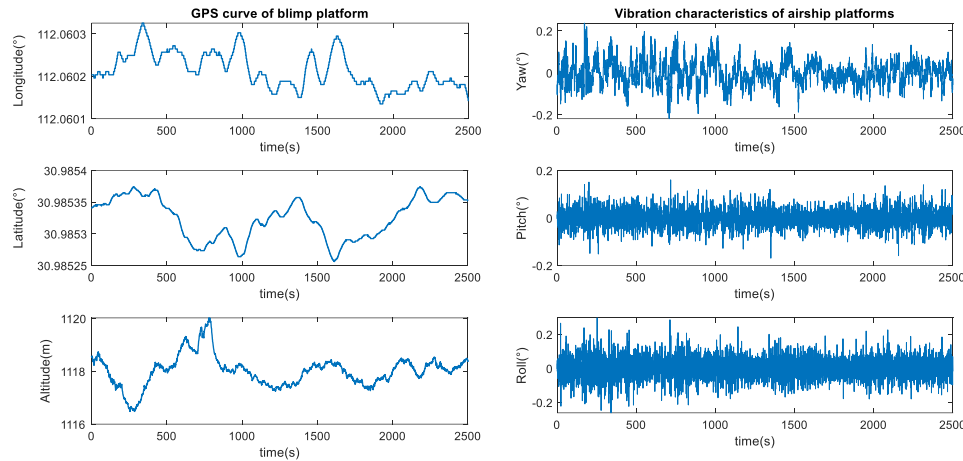 GPS curve of blimp platform
Longitude(°)
112.0603
112.0602
112.0601
0 500 1000 1500 2000 2500
time(s)
Latitude(°)
30.9854
30.98535
30.9853
30.98525
0 500 1000 1500 2000 2500
time(s)
Altitude(m)
1120
1118
1116
0 500 1000 1500 2000 2500
time(s)
Vibration characteristics of airship platforms
Yaw(°)
0.2
0
-0.2
0 500 1000 1500 2000 2500
time(s)
Pitch(°)
0.2
0
-0.2
0 500 1000 1500 2000 2500
time(s)
Roll(°)
0.2
0
-0.2
0 500 1000 1500 2000 2500
time(s)